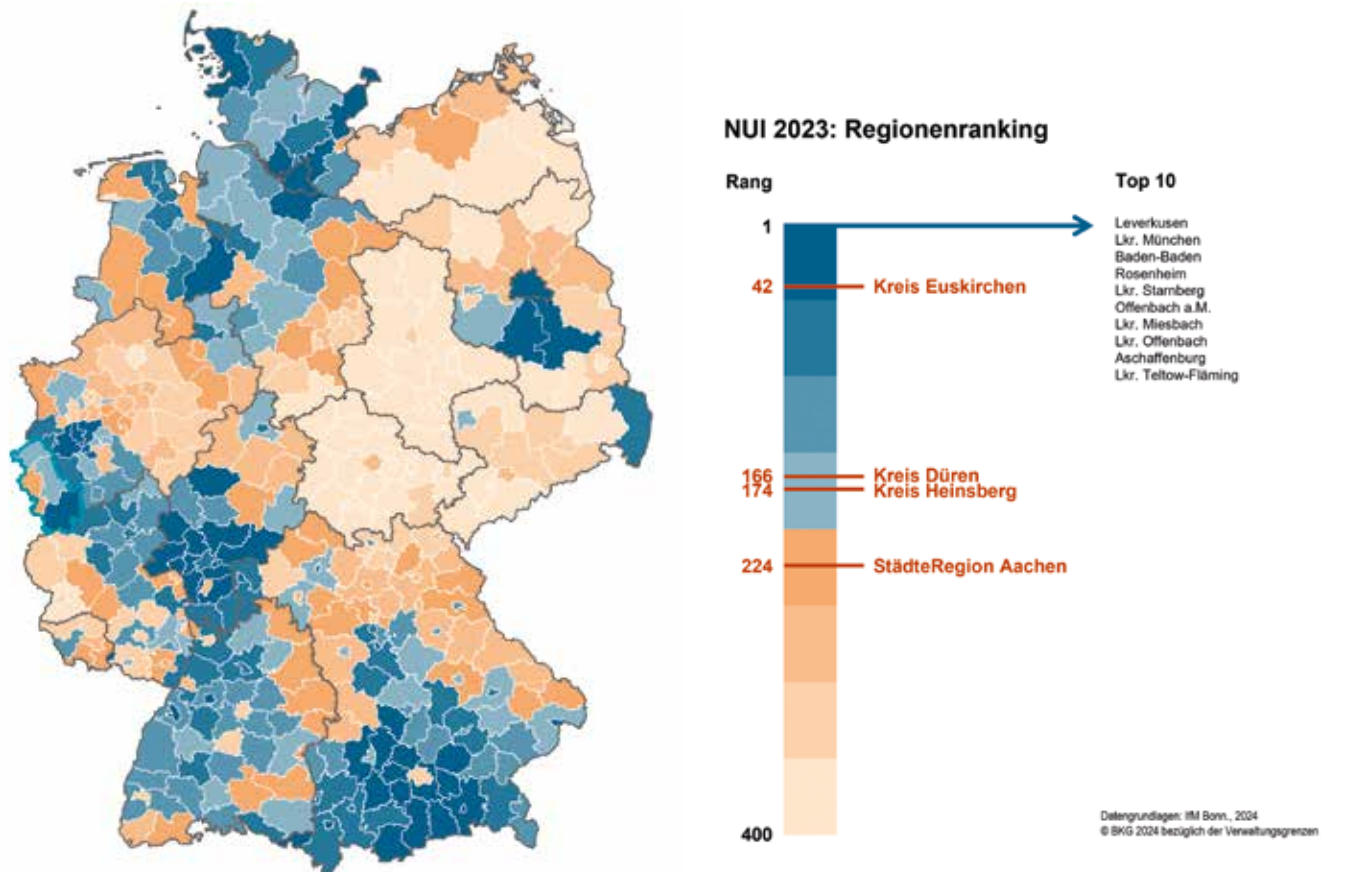 NUI 2023: Regionenranking
Rang
Top 10
1
Leverkusen
Lkr. München
Baden-Baden
Rosenheim
Lkr. Starnberg
Offenbach a.M.
Lkr. Miesbach
Lkr. Offenbach
Aschaffenburg
Lkr. Teltow-Fläming
42 Kreis Euskirchen
166 Kreis Düren
174 Kreis Heinsberg
224 StädteRegion Aachen
400
Datengrundlagen: IfM Bonn., 2024
© BKG 2024 bezüglich der Verwaltungsgrenzen